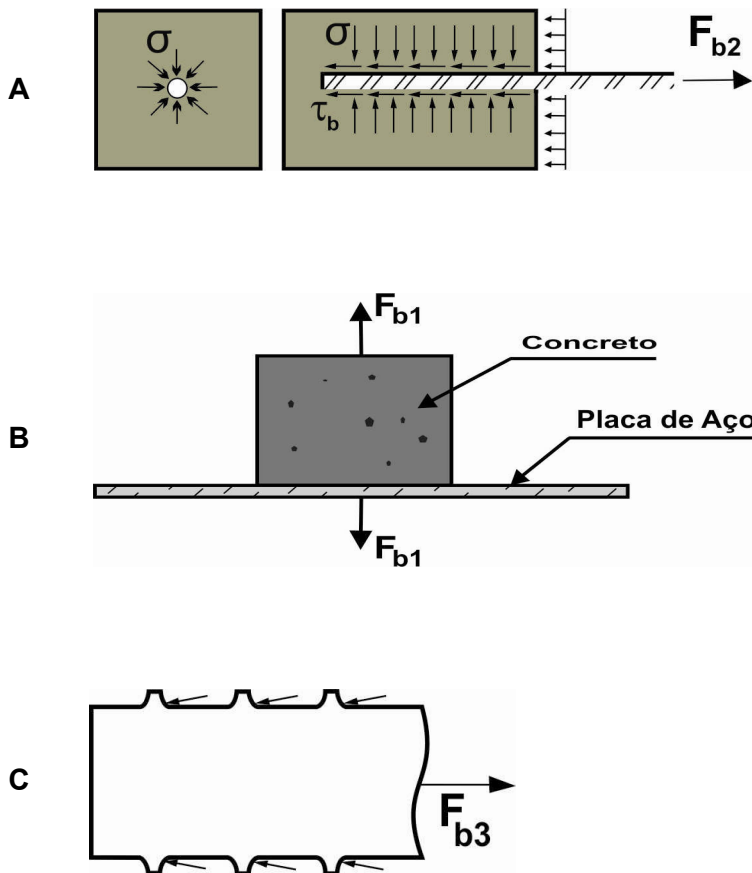 A
σ
σ
τb
Fb2
B
Fb1
Concreto
Placa de Aço
Fb1
C
Fb3